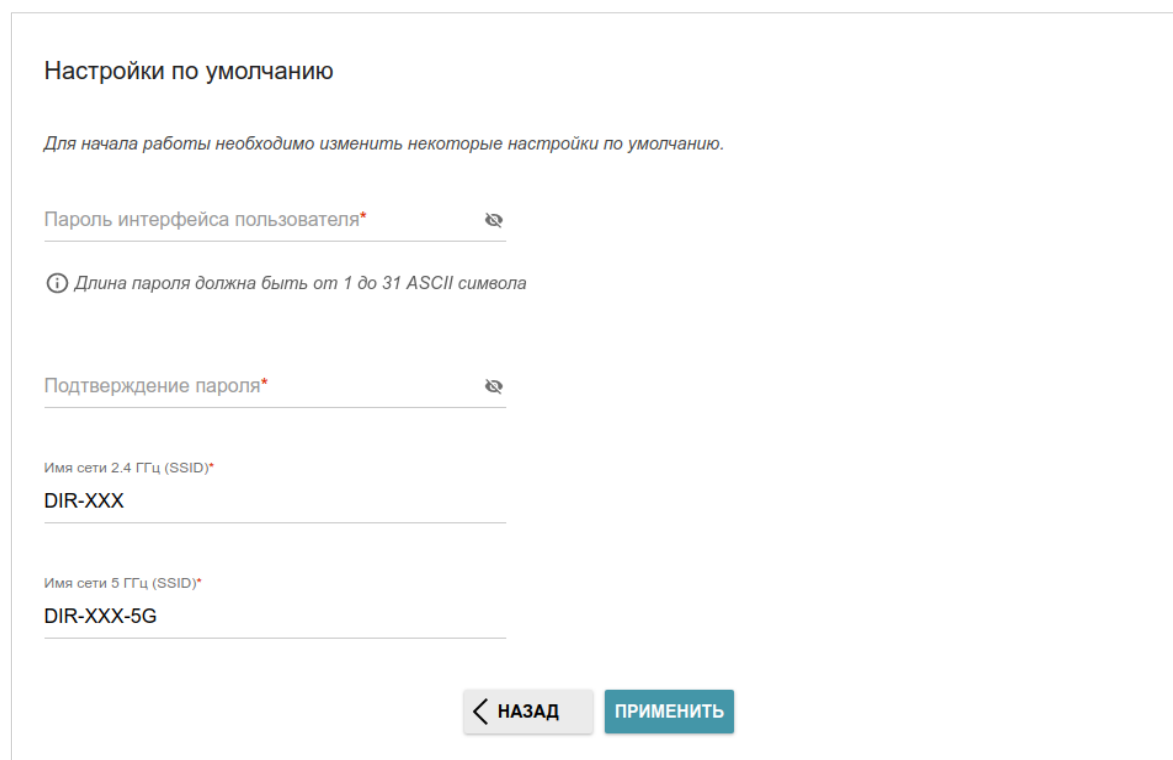 Настройки по умолчанию
Для начала работы необходимо изменить некоторые настройки по умолчанию.
Пароль интерфейса пользователя*
Длина пароля должна быть от 1 до 31 ASCII символа
Подтверждение пароля*
Имя сети 2.4 ГГц (SSID)*
DIR-XXX
Имя сети 5 ГГц (SSID)*
DIR-XXX-5G
НАЗАД
ПРИМЕНИТЬ